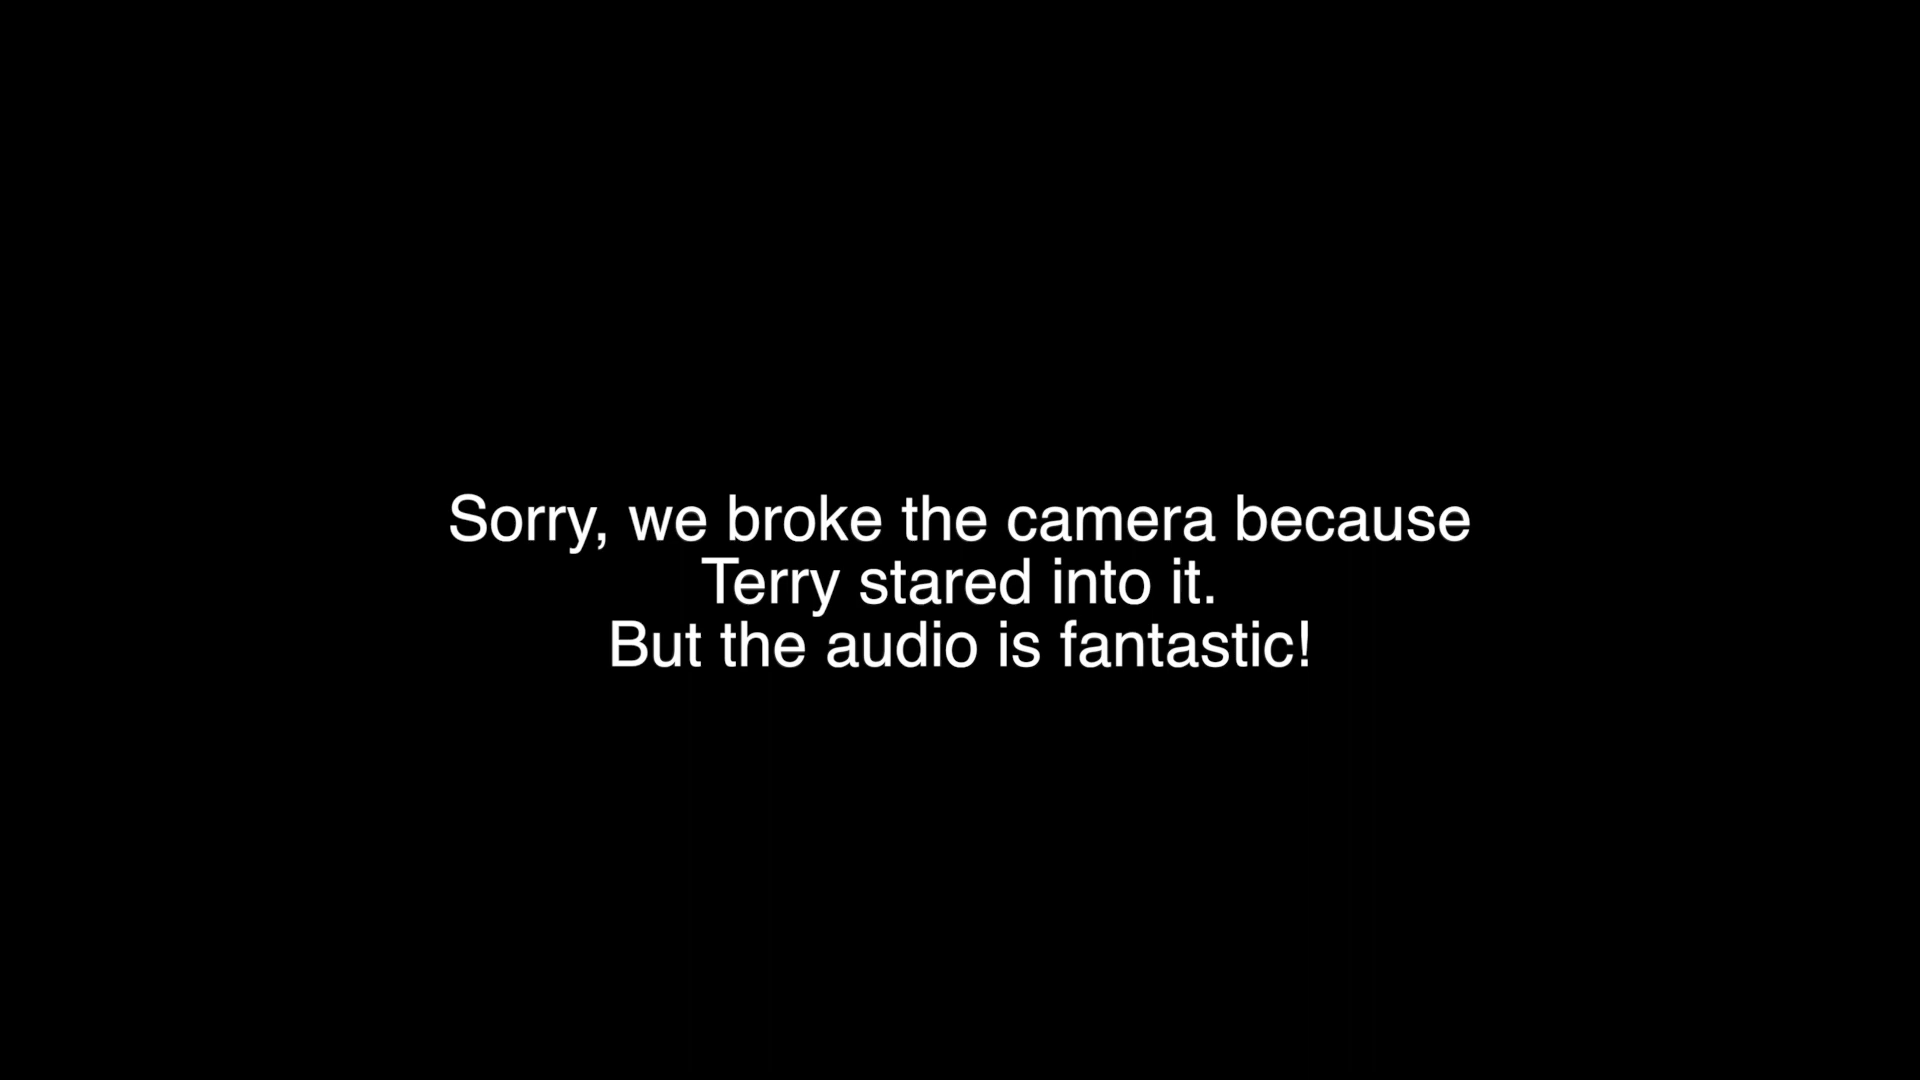 Sorry, we broke the camera because
Terry stared into it.
But the audio is fantastic!